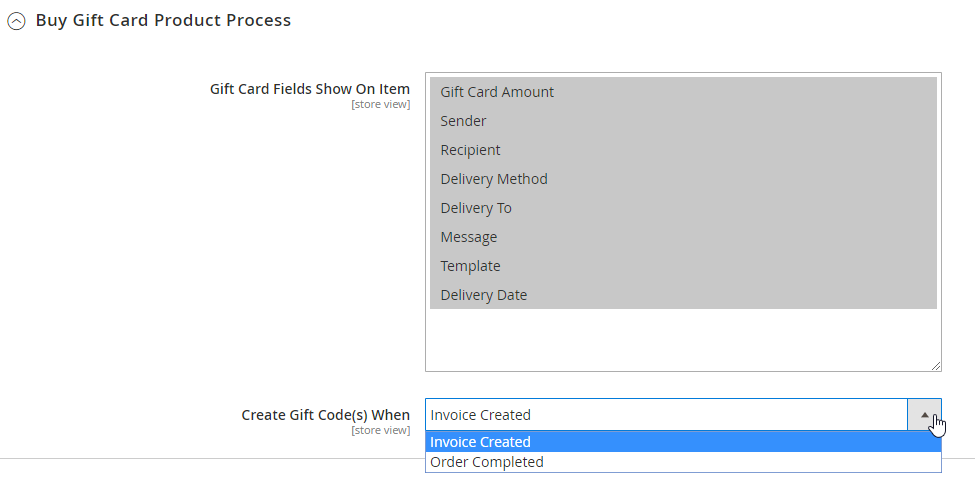 Buy Gift Card Product Process
Gift Card Fields Show On Item
[store view]
Gift Card Amount
Sender
Recipient
Delivery Method
Delivery To
Message
Template
Delivery Date
Create Gift Code(s) When
[store view]
Invoice Created
Invoice Created
Order Completed